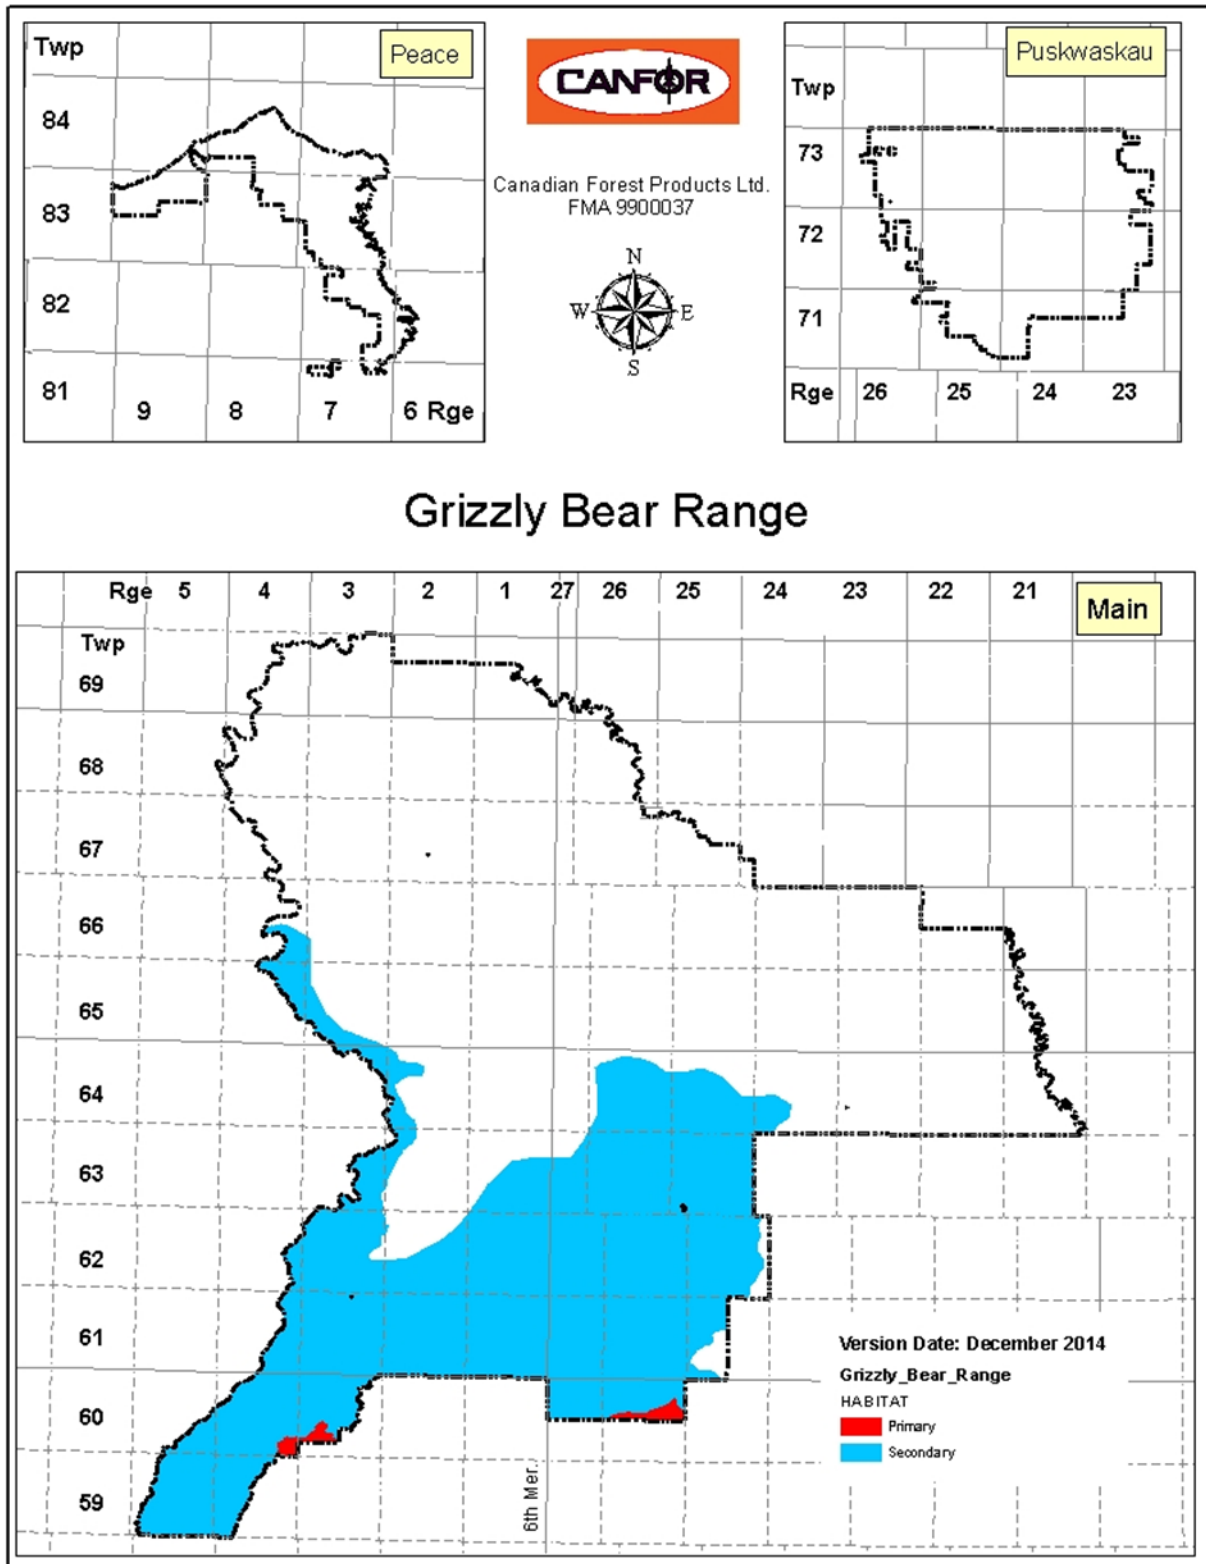 Twp
Peace
84
83
82
81
9 8 7 6 Rge
CANFOR
Canadian Forest Products Ltd.
FMA 9900037
N
W E
S
Puskwaskau
Twp
73
72
71
Rge 26 25 24 23
Grizzly Bear Range
Rge 5 4 3 2 1 27 26 25 24 23 22 21
Main
Twp
69
68
67
66
65
64
63
62
61
60
59
6th Mer.
Version Date: December 2014
Grizzly_Bear_Range
HABITAT
Primary
Secondary